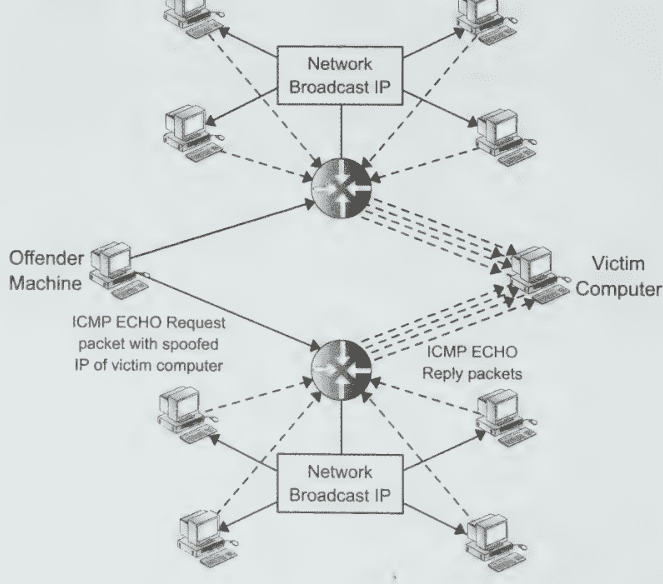 Network
Broadcast IP
Offender
Machine
Victim
Computer
ICMP ECHO Request
packet with spoofed
IP of victim computer
ICMP ECHO
Reply packets
Network
Broadcast IP